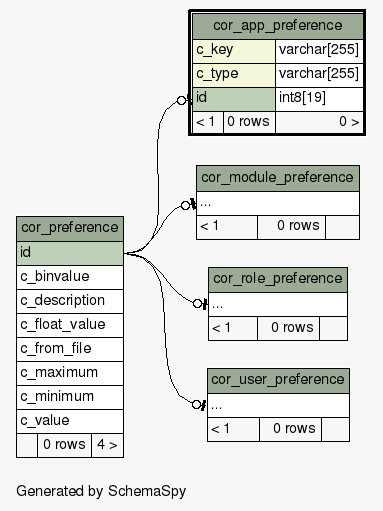 cor_app_preference
c_key varchar[255]
c_type varchar[255]
id int8[19]
< 1 0 rows 0 >
cor_module_preference
...
< 1 0 rows
cor_preference
id
c_binvalue
c_description
c_float_value
c_from_file
c_maximum
c_minimum
c_value
0 rows 4 >
cor_role_preference
...
< 1 0 rows
cor_user_preference
...
< 1 0 rows
Generated by SchemaSpy